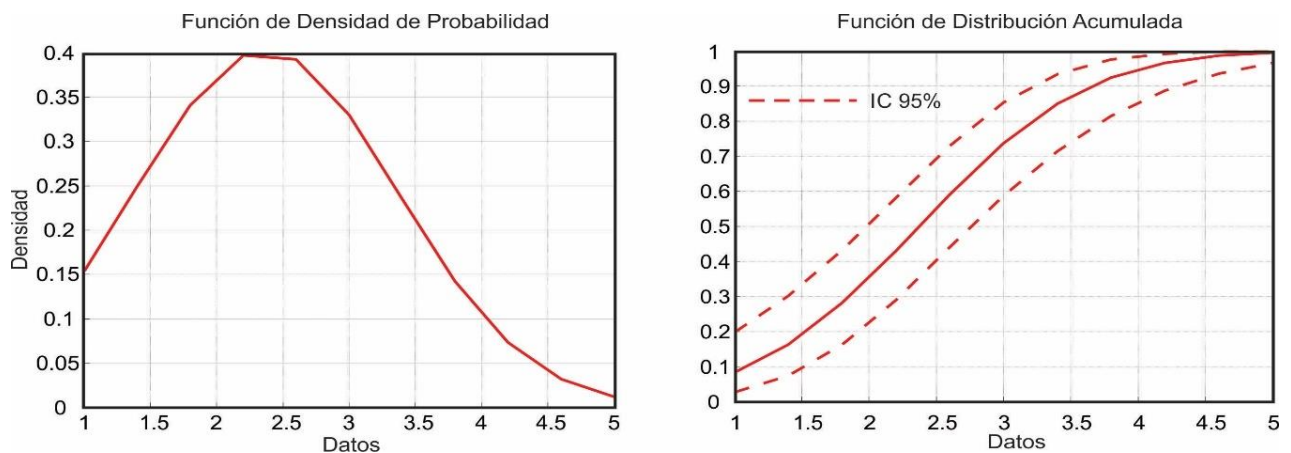 Función de Densidad de Probabilidad
0.4
0.35
0.3
0.25
0.2
0.15
0.1
0.05
0
Densidad
1 1.5 2 2.5 3 3.5 4 4.5 5
Datos
Función de Distribución Acumulada
1
0.9
0.8
0.7
0.6
0.5
0.4
0.3
0.2
0.1
0
IC 95%
1 1.5 2 2.5 3 3.5 4 4.5 5
Datos